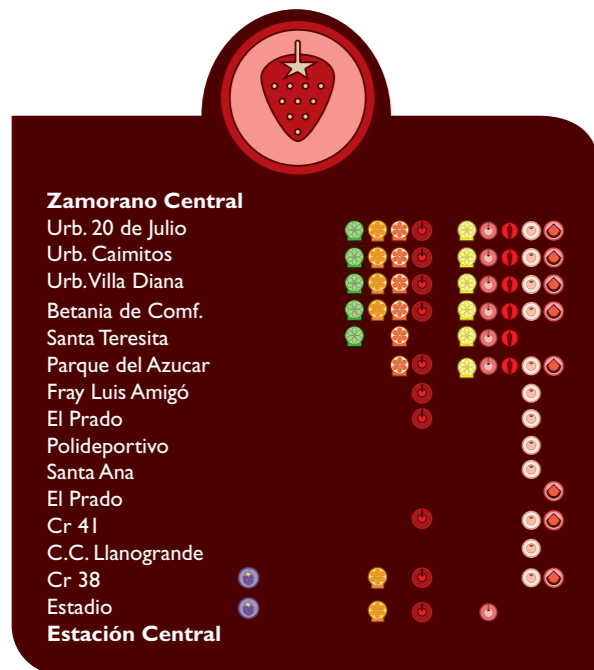 Zamorano Central
Urb. 20 de Julio
Urb. Caimitos
Urb. Villa Diana
Betania de Comf.
Santa Teresita
Parque del Azucar
Fray Luis Amigó
El Prado
Polideportivo
Santa Ana
El Prado
Cr 41
C.C. Llanogrande
Cr 38
Estadio
Estación Central